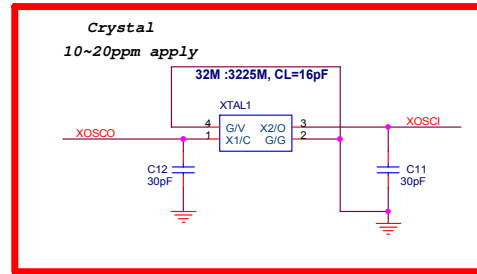 Crystal
10~20ppm apply
32M :3225M, CL=16pF
XTAL1
4 G/V X2/O 3
XOSCO 1 X1/C G/G 2 XOSCI
C12
30pF
C11
30pF